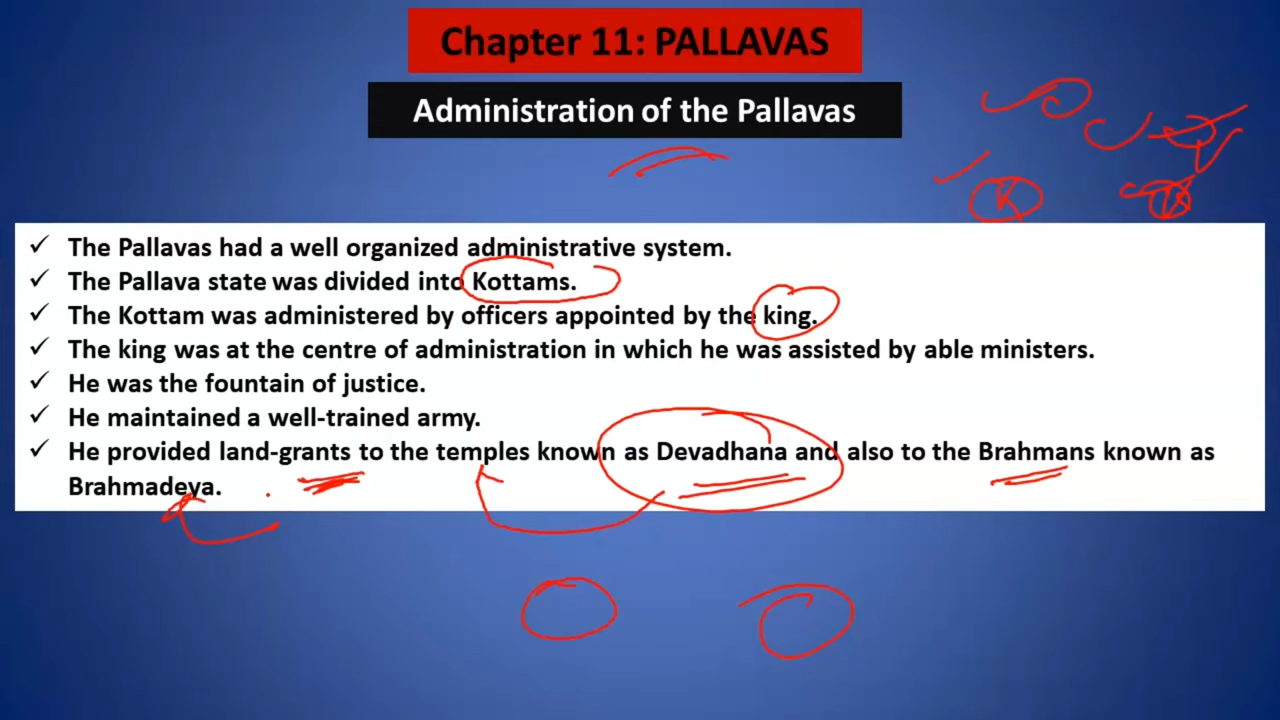 Chapter 11: PALLAVAS
Administration of the Pallavas
K
✓ The Pallavas had a well organized administrative system.
✓ The Pallava state was divided into Kottams.
✓ The Kottam was administered by officers appointed by the king.
✓ The king was at the centre of administration in which he was assisted by able ministers.
✓ He was the fountain of justice.
✓ He maintained a well-trained army.
✓ He provided land-grants to the temples known as Devadhana and also to the Brahmans known as
Brahmadeya.